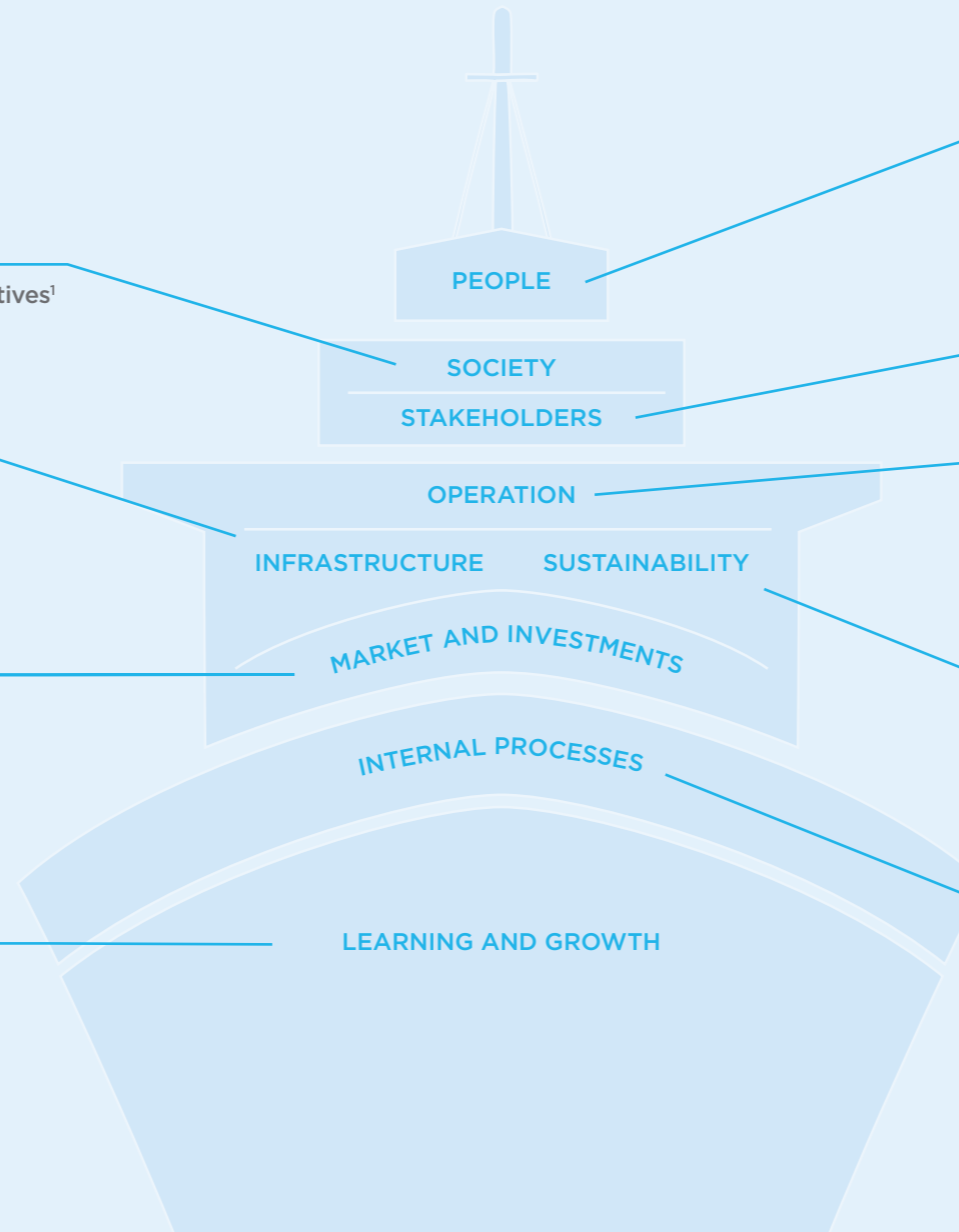 PEOPLE
tives¹
SOCIETY
STAKEHOLDERS
OPERATION
INFRASTRUCTURE SUSTAINABILITY
MARKET AND INVESTMENTS
INTERNAL PROCESSES
LEARNING AND GROWTH